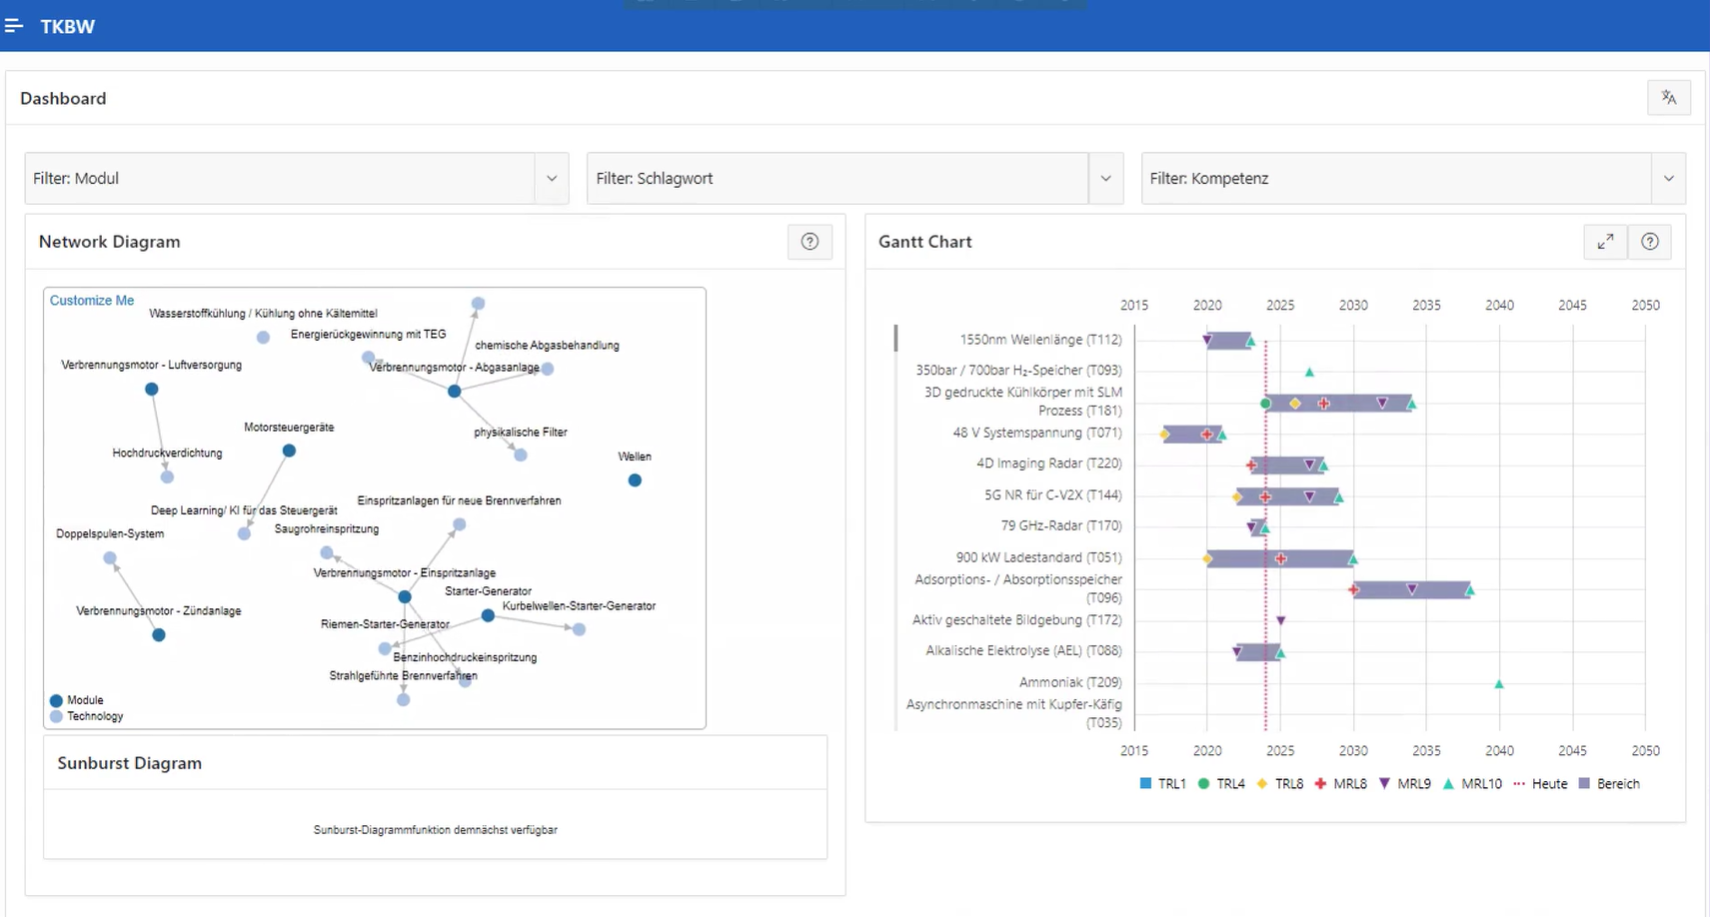 TKBW
Dashboard
Filter: Modul
Filter: Schlagwort
Filter: Kompetenz
Network Diagram
Customize Me
Wasserstoffkühlung / Kühlung ohne Kältemittel
Energierückgewinnung mit TEG
chemische Abgasbehandlung
Verbrennungsmotor - Luftversorgung
Verbrennungsmotor - Abgasanlage
Motorsteuergeräte
physikalische Filter
Hochdruckverdichtung
Wellen
Einspritzanlagen für neue Brennverfahren
Deep Learning/ KI für das Steuergerät
Saugrohreinspritzung
Doppelspulen-System
Verbrennungsmotor - Einspritzanlage
Starter-Generator
Kurbelwellen-Starter-Generator
Verbrennungsmotor - Zündanlage
Riemen-Starter-Generator
Benzinhochdruckeinspritzung
Strahlgeführte Brennverfahren
Module
Technology
Sunburst Diagram
Sunburst-Diagrammfunktion demnächst verfügbar
Gantt Chart
2015 2020 2025 2030 2035 2040 2045 2050
1550nm Wellenlänge (T112)
350bar / 700bar H₂-Speicher (T093)
3D gedruckte Kühlkörper mit SLM
Prozess (T181)
48 V Systemspannung (T071)
4D Imaging Radar (T220)
5G NR für C-V2X (T144)
79 GHz-Radar (T170)
900 kW Ladestandard (T051)
Adsorptions- / Absorptionsspeicher
(T096)
Aktiv geschaltete Bildgebung (T172)
Alkalische Elektrolyse (AEL) (T088)
Ammoniak (T209)
Asynchronmaschine mit Kupfer-Käfig
(T035)
2015 2020 2025 2030 2035 2040 2045 2050
TRL1 TRL4 TRL8 MRL8 MRL9 MRL10 Heute Bereich